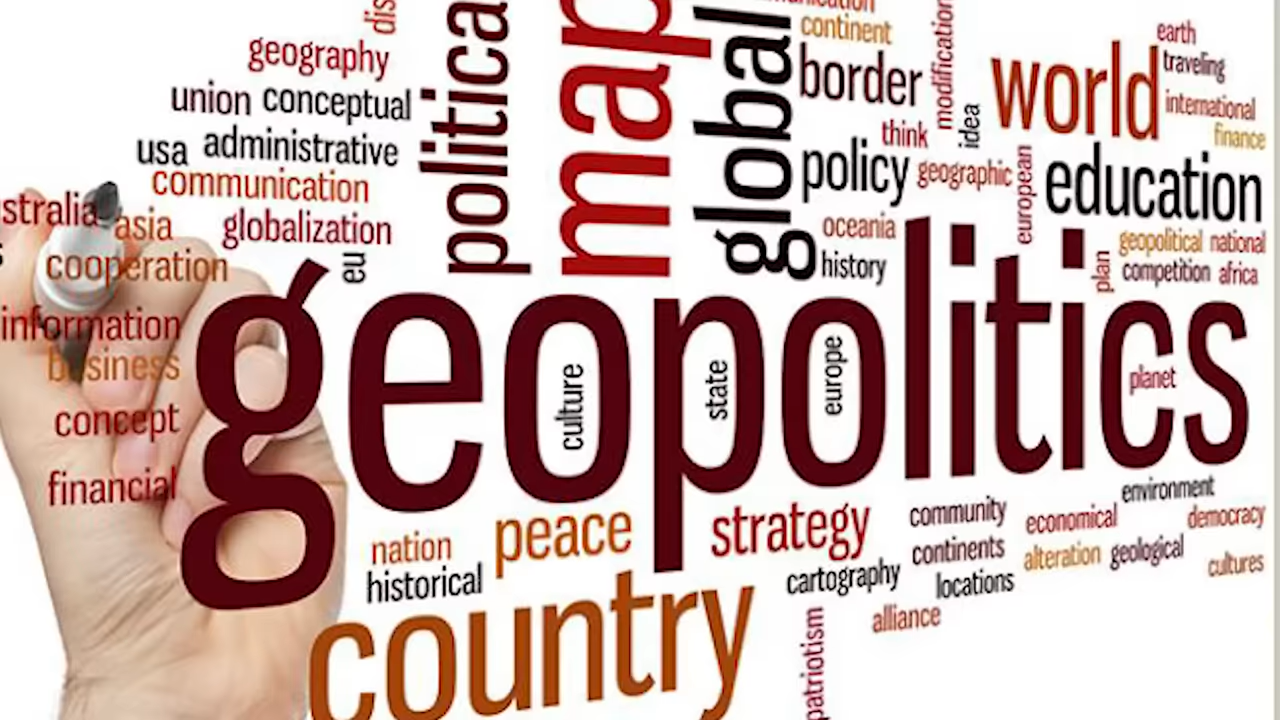 geography
union conceptual
usa administrative
communication
asia
globalization
cooperation
eu
information
business
concept
financial
map
global
continent
border
modification
think
idea
policy
geographic
oceania
history
european
world
earth
traveling
international
finance
education
geopolitical national
plan
competition africa
geopolitics
culture
state
europe
planet
nation
peace
historical
country
strategy
community
continents
cartography
locations
alliance
patriotism
environment
economical
democracy
alteration geological
cultures